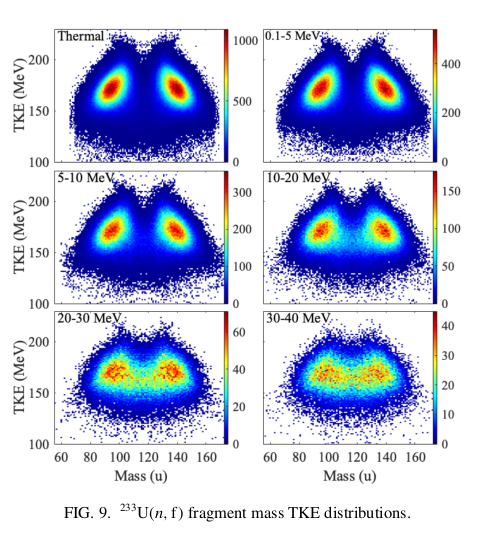 Thermal
0.1-5 MeV
TKE (MeV)
200
150
100
1000
500
0
400
200
0
5-10 MeV
10-20 MeV
TKE (MeV)
200
150
100
300
200
100
0
150
100
50
0
20-30 MeV
30-40 MeV
TKE (MeV)
200
150
100
60
40
20
0
40
30
20
10
0
60 80 100 120 140 160
60 80 100 120 140 160
Mass (u)
Mass (u)
FIG. 9. ²³³U(n, f) fragment mass TKE distributions.